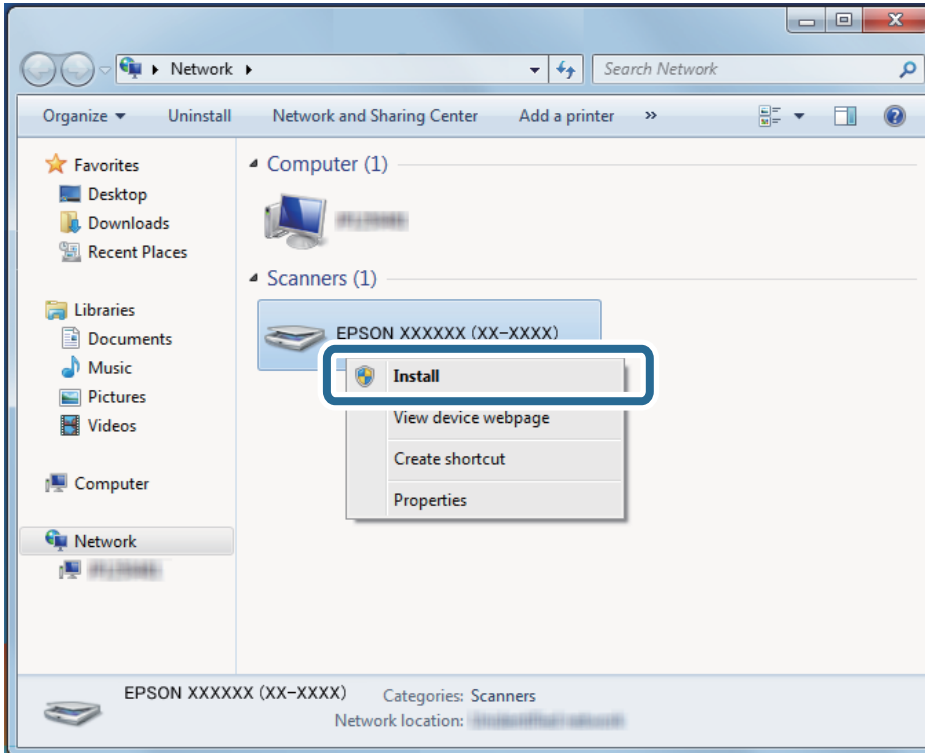 Network
Search Network
Organize Uninstall Network and Sharing Center Add a printer »
Favorites
Desktop
Downloads
Recent Places
Libraries
Documents
Music
Pictures
Videos
Computer
Network
Computer (1)
Scanners (1)
EPSON XXXXXX (XX-XXXX)
Install
View device webpage
Create shortcut
Properties
EPSON XXXXXX (XX-XXXX) Categories: Scanners
Network location: